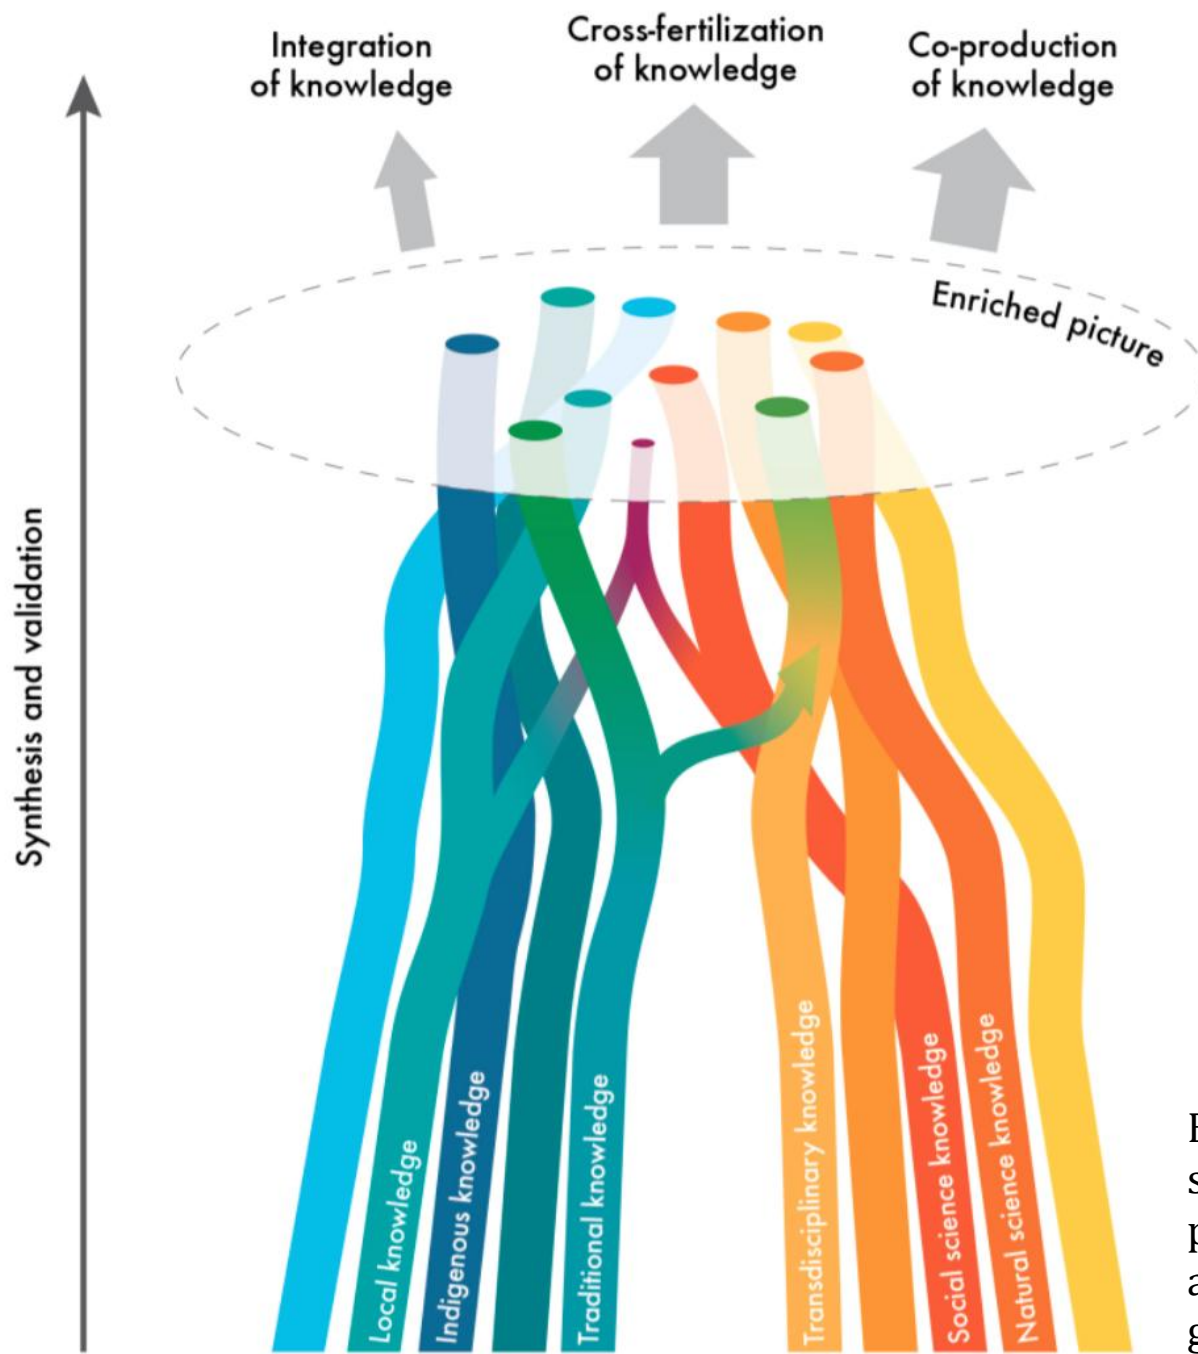 Integration
of knowledge
Cross-fertilization
of knowledge
Co-production
of knowledge
Enriched picture
Synthesis and validation
Local knowledge
Indigenous knowledge
Traditional knowledge
Transdisciplinary knowledge
Social science knowledge
Natural science knowledge